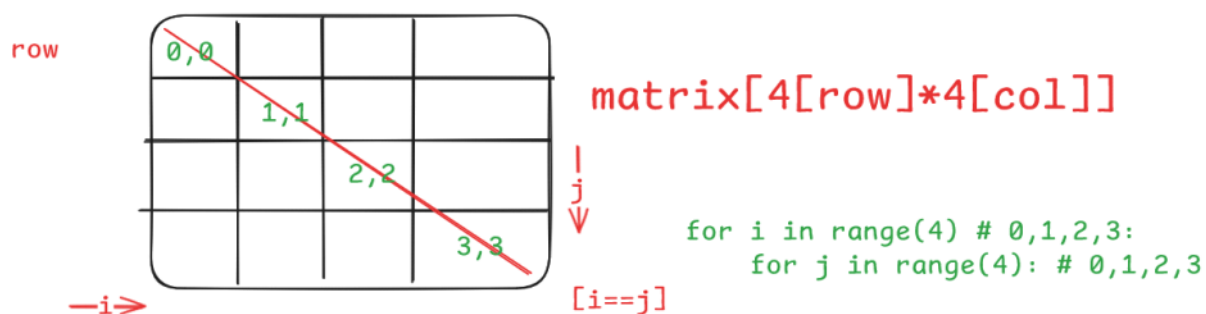 row
0,0
1,1
2,2
3,3
i
matrix[4[row]*4[col]]
j
[i==j]
for i in range(4) # 0,1,2,3:
for j in range(4): # 0,1,2,3